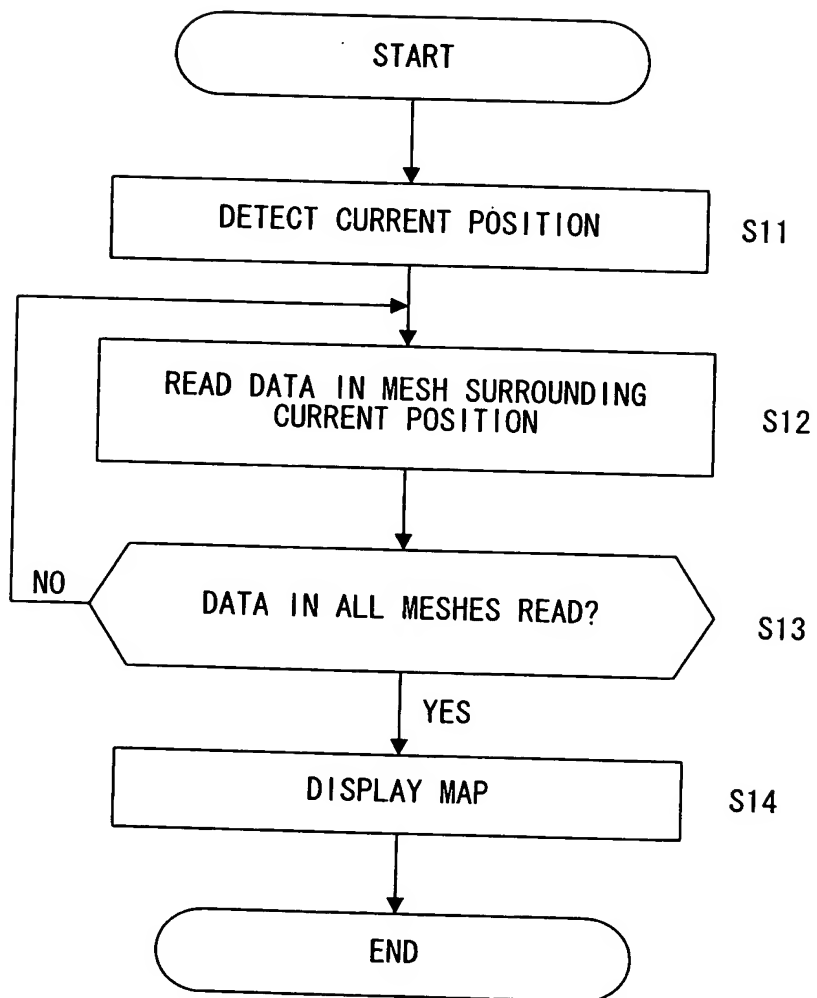 START
DETECT CURRENT POSITION
S11
READ DATA IN MESH SURROUNDING
CURRENT POSITION
S12
NO
DATA IN ALL MESHES READ?
S13
YES
DISPLAY MAP
S14
END